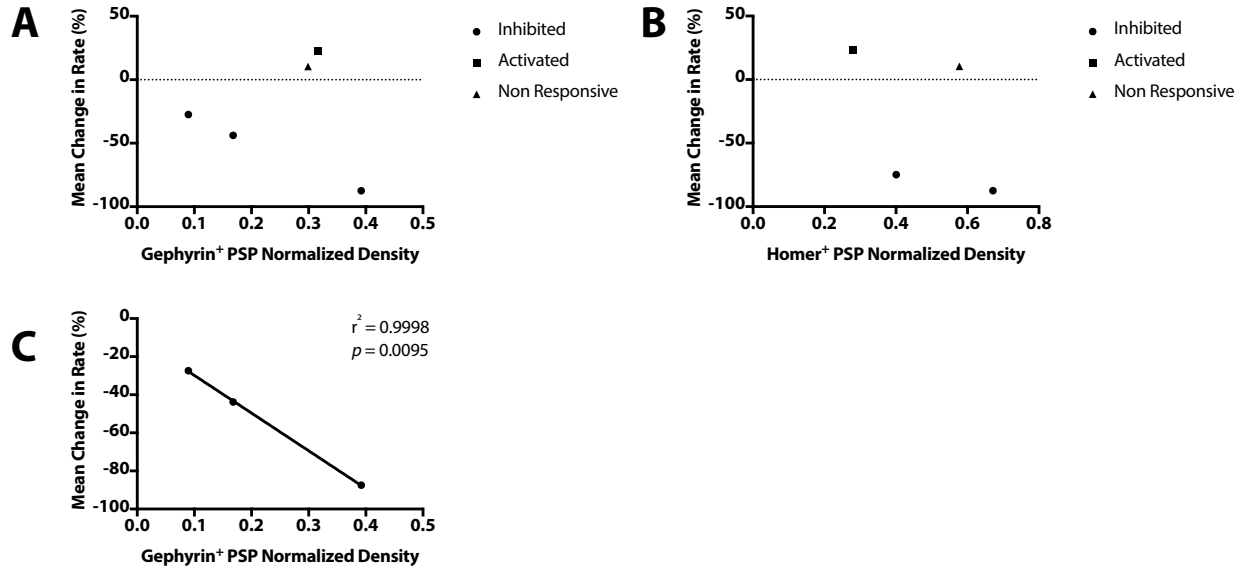 A
Mean Change in Rate (%)
50
0
-50
-100
0.0 0.1 0.2 0.3 0.4 0.5
Gephyrin⁺ PSP Normalized Density
Inhibited
Activated
Non Responsive
B
Mean Change in Rate (%)
50
0
-50
-100
0.0 0.2 0.4 0.6 0.8
Homer⁺ PSP Normalized Density
Inhibited
Activated
Non Responsive
C
Mean Change in Rate (%)
0
-20
-40
-60
-80
-100
0.0 0.1 0.2 0.3 0.4 0.5
Gephyrin⁺ PSP Normalized Density
r² = 0.9998
p = 0.0095